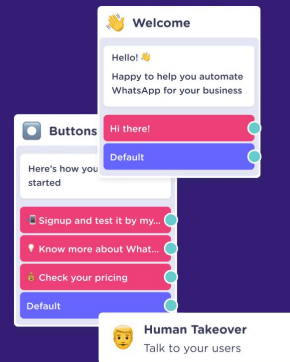 👋 Welcome
Hello! 👋
Happy to help you automate
WhatsApp for your business
Hi there!
Default
Buttons
Here's how you
started
Signup and test it by my...
Know more about What...
Check your pricing
Default
Human Takeover
Talk to your users